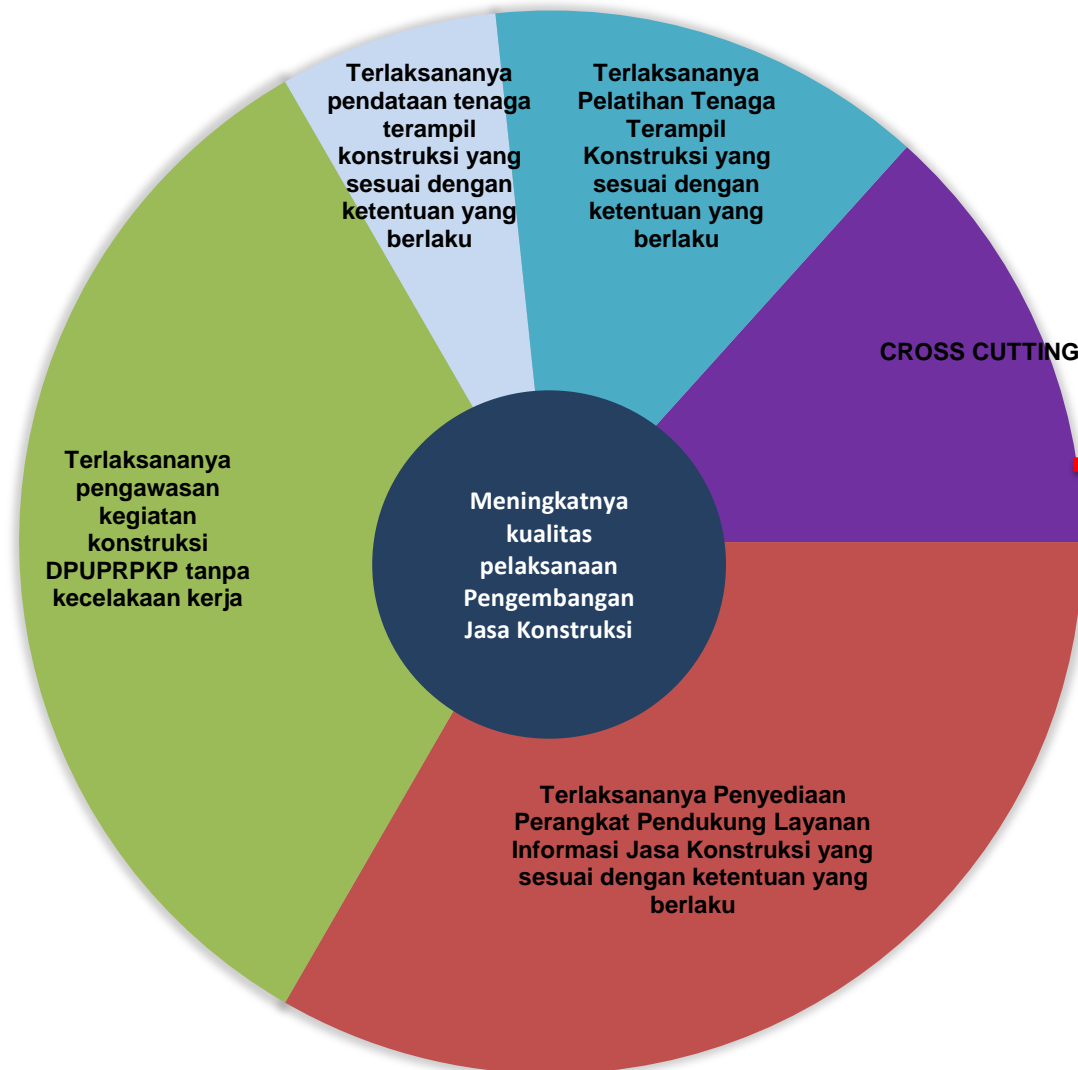 Terlaksananya
pendataan tenaga
terampil
konstruksi yang
sesuai dengan
ketentuan yang
berlaku
Terlaksananya
Pelatihan Tenaga
Terampil
Konstruksi yang
sesuai dengan
ketentuan yang
berlaku
CROSS CUTTING
Terlaksananya
pengawasan
kegiatan
konstruksi
DPUPRPKP tanpa
kecelakaan kerja
Meningkatnya
kualitas
pelaksanaan
Pengembangan
Jasa Konstruksi
Terlaksananya Penyediaan
Perangkat Pendukung Layanan
Informasi Jasa Konstruksi yang
sesuai dengan ketentuan yang
berlaku